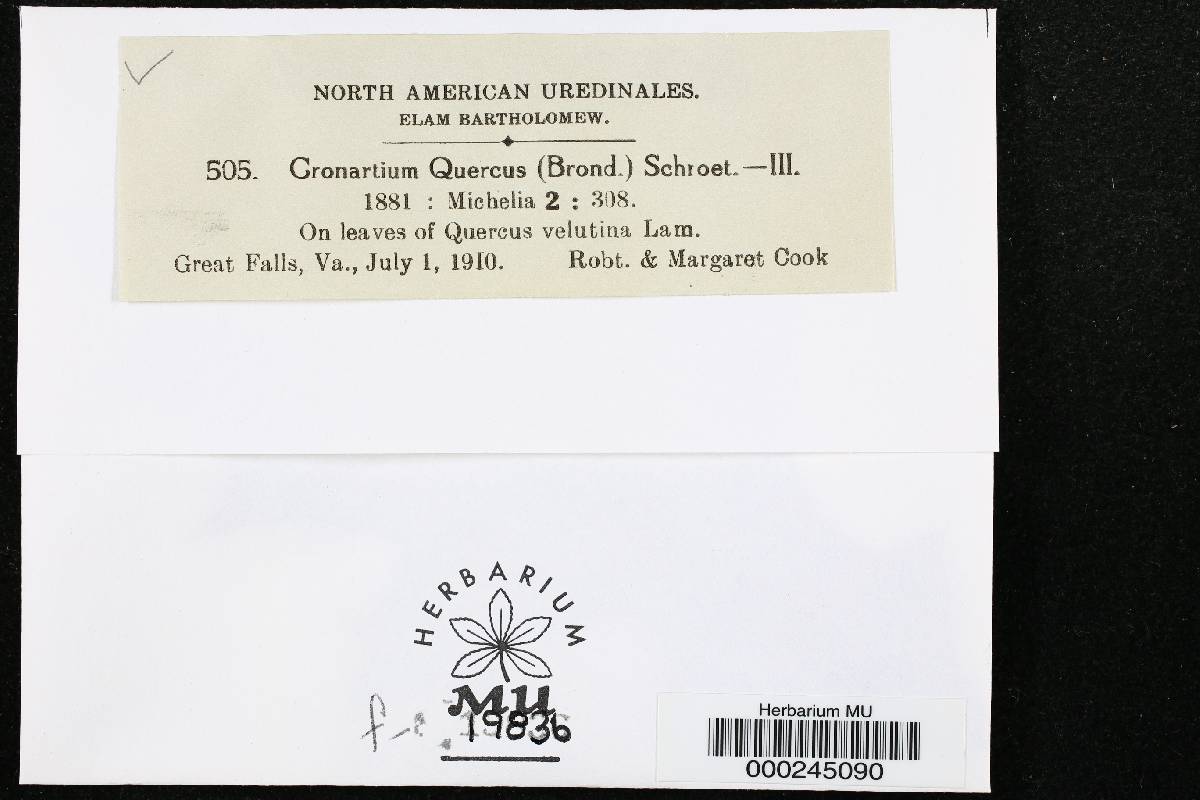 NORTH AMERICAN UREDINALES.
ELAM BARTHOLOMEW.
505. Cronartium Quercus (Brond.) Schroet.—III.
1881 : Michelia 2 : 308.
On leaves of Quercus velutina Lam.
Great Falls, Va., July 1, 1910. Robt. & Margaret Cook
HERBARIUM
MU
19836
Herbarium MU
000245090